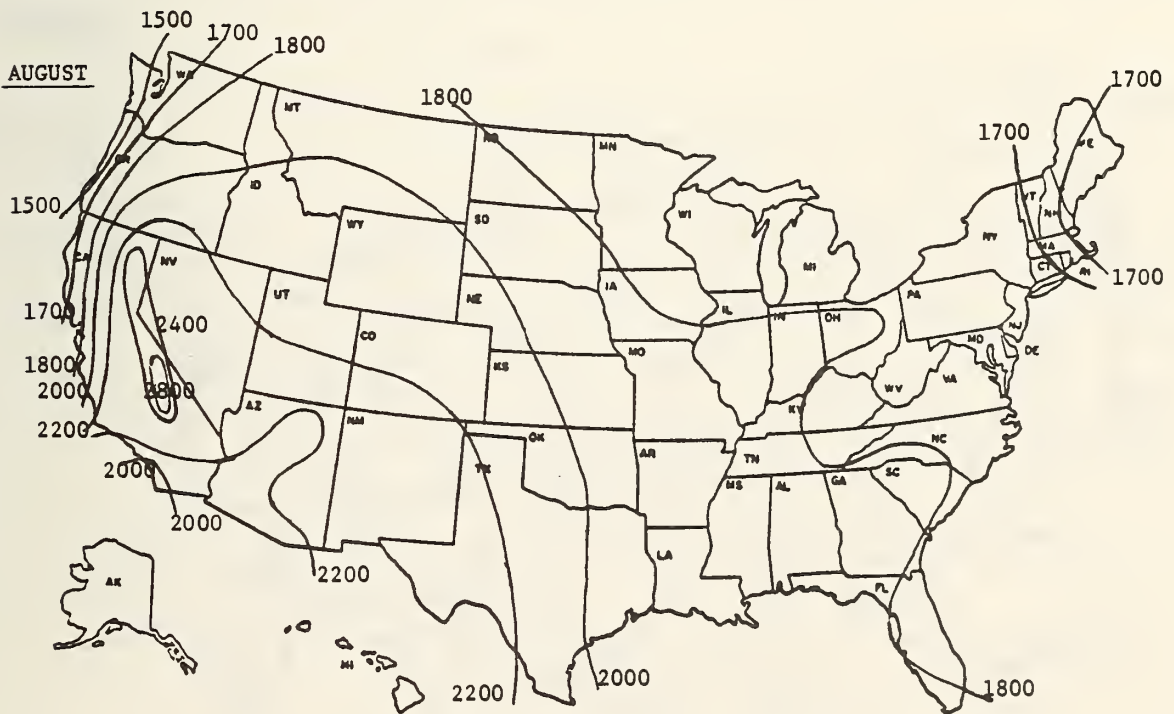 1500
1700
1800
AUGUST
1800
1700
1700
WA
MT
ND
MN
ME
OR
VT
NH
1500
ID
WY
SD
WI
NY
MA
CT
RI
CA
NV
MI
1700
UT
NE
IA
IL
IN
OH
PA
NJ
1700
2400
CO
MD
DE
1800
KS
MO
WV
VA
2000
2800
AZ
NM
KY
2200
OK
NC
2000
TX
AR
TN
SC
MS
AL
GA
2000
LA
2200
FL
AK
HI
2200
2000
1800